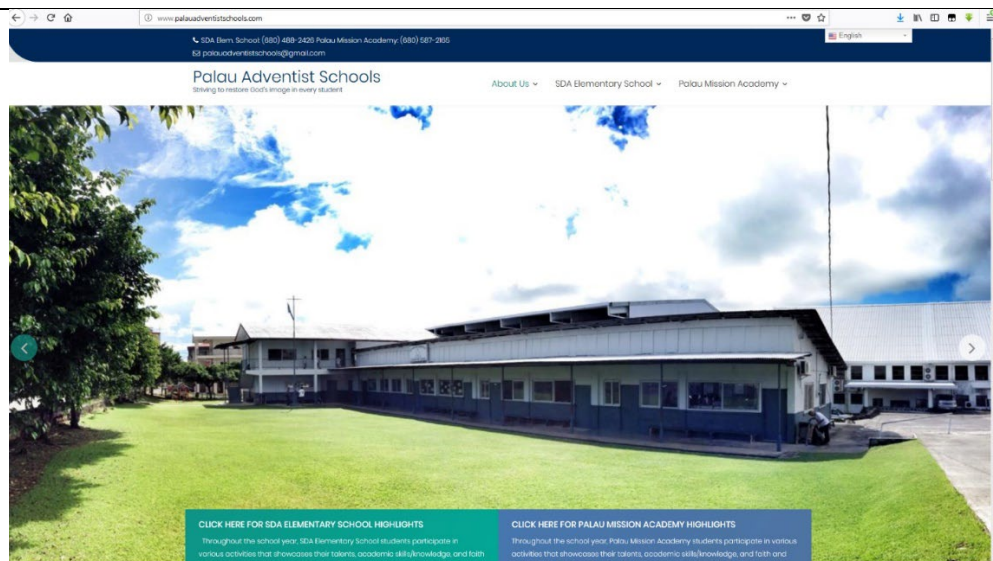 www.palauadventistschools.com
SDA Elem. School: (680) 488-2426 Palau Mission Academy: (680) 587-2165
palauadventistschools@gmail.com
English
Palau Adventist Schools
Striving to restore God's image in every student
About Us
SDA Elementary School
Palau Mission Academy
CLICK HERE FOR SDA ELEMENTARY SCHOOL HIGHLIGHTS
Throughout the school year, SDA Elementary School students participate in
various activities that showcases their talents, academic skills/knowledge, and faith
CLICK HERE FOR PALAU MISSION ACADEMY HIGHLIGHTS
Throughout the school year, Palau Mission Academy students participate in various
activities that showcases their talents, academic skills/knowledge, and faith and